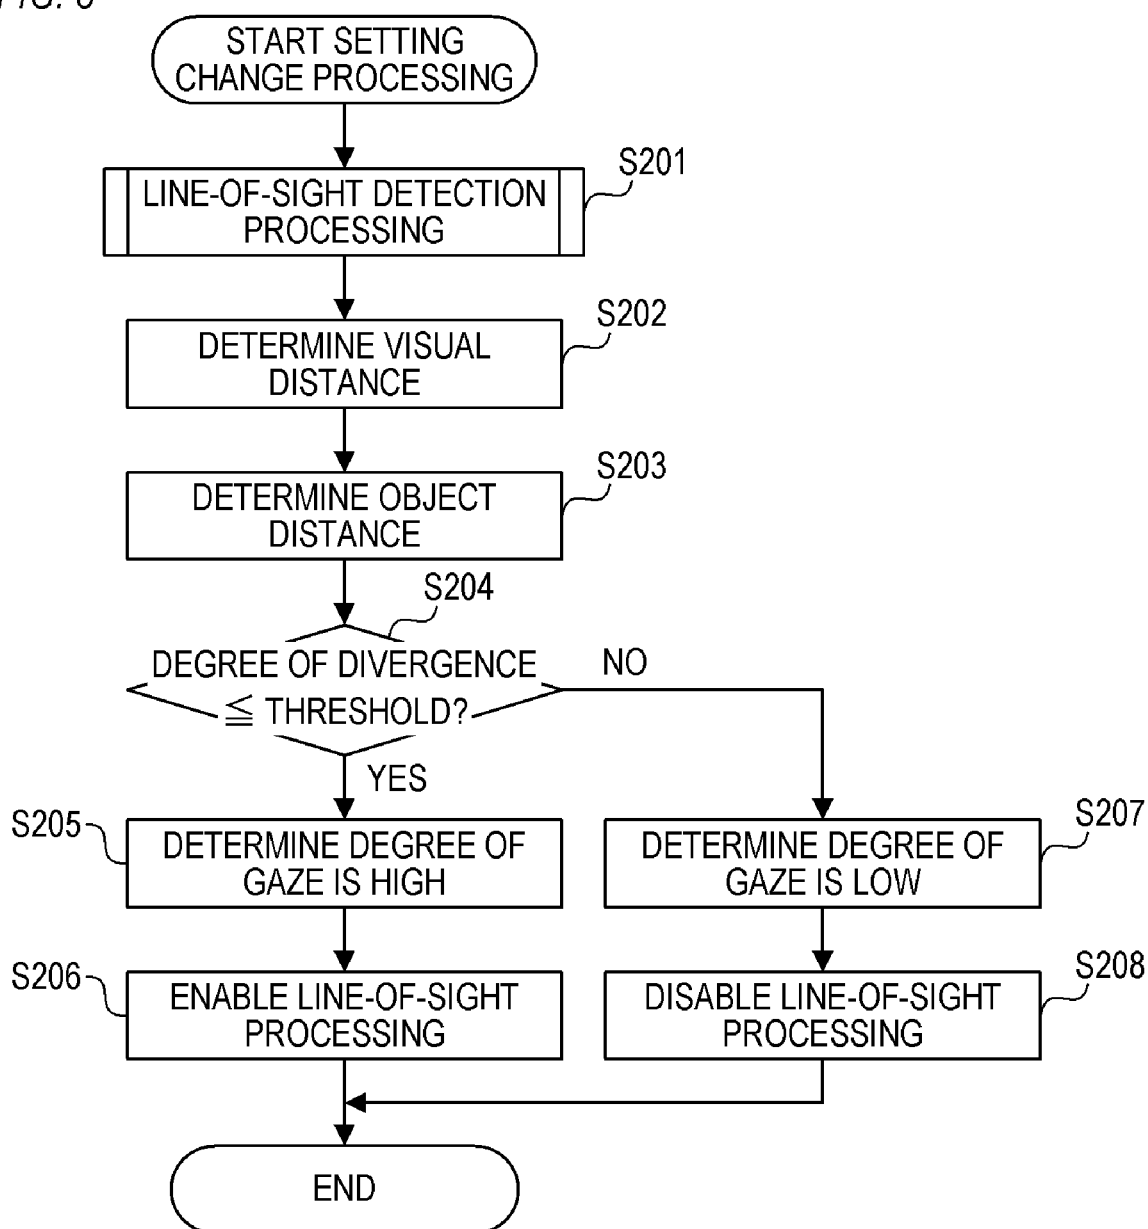 START SETTING
CHANGE PROCESSING
S201
LINE-OF-SIGHT DETECTION
PROCESSING
S202
DETERMINE VISUAL
DISTANCE
S203
DETERMINE OBJECT
DISTANCE
S204
DEGREE OF DIVERGENCE
≦ THRESHOLD?
NO
YES
S205
DETERMINE DEGREE OF
GAZE IS HIGH
S207
DETERMINE DEGREE OF
GAZE IS LOW
S206
ENABLE LINE-OF-SIGHT
PROCESSING
S208
DISABLE LINE-OF-SIGHT
PROCESSING
END